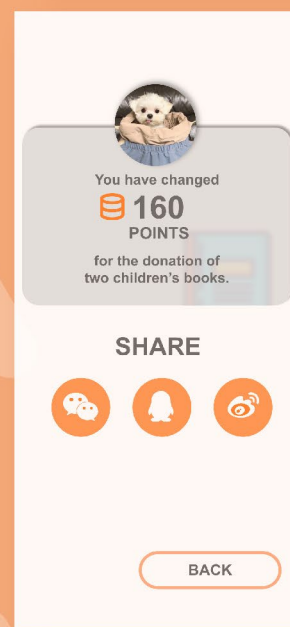 You have changed
160
POINTS
for the donation of
two children's books.
SHARE
BACK